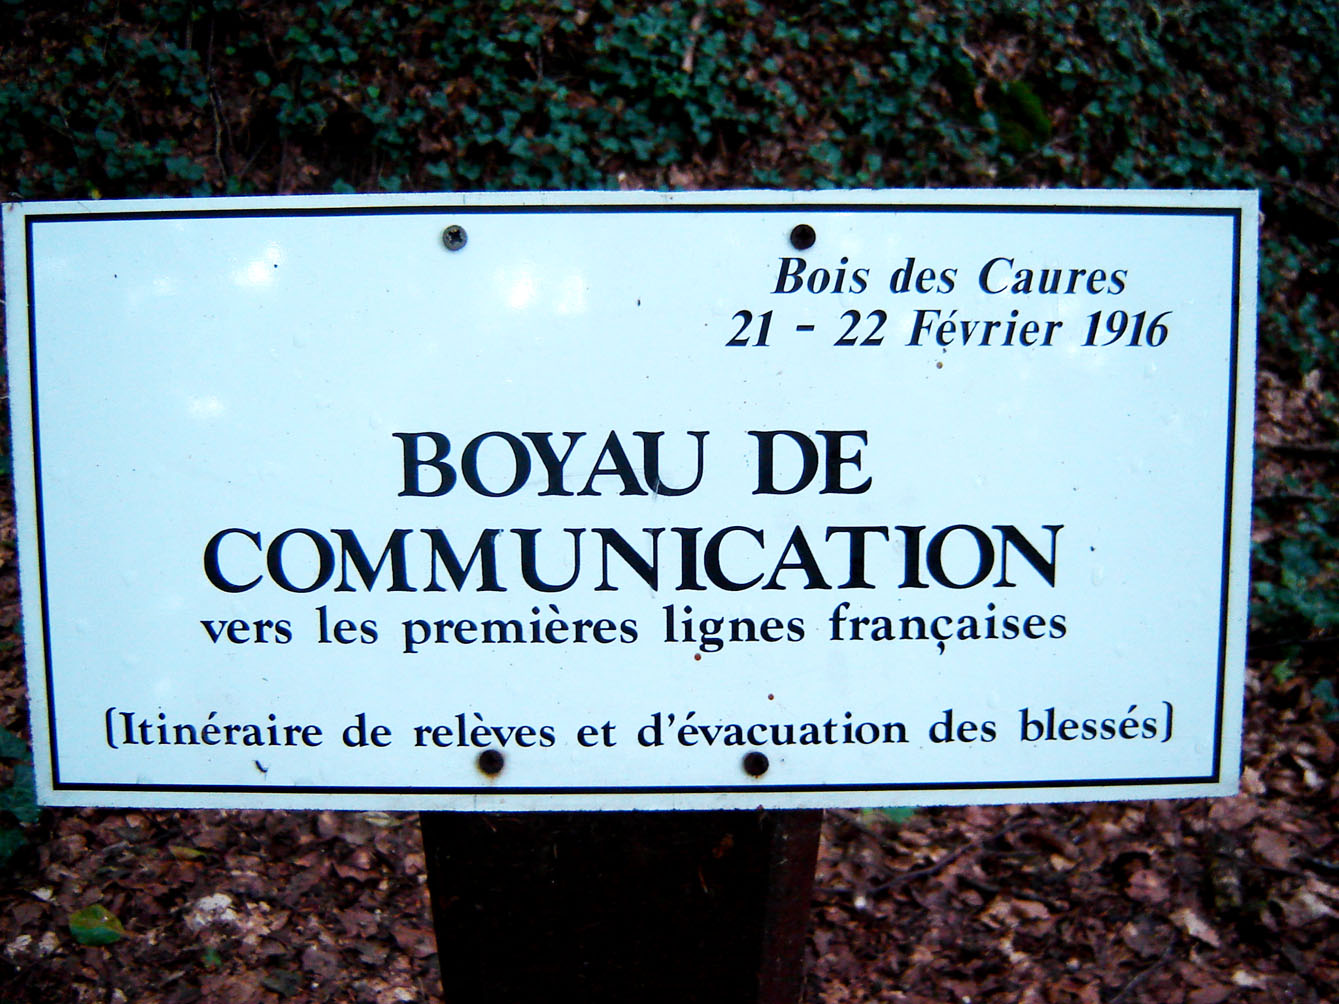 Bois des Caures
21 - 22 Février 1916
BOYAU DE
COMMUNICATION
vers les premières lignes françaises
(Itinéraire de relèves et d'évacuation des blessés)